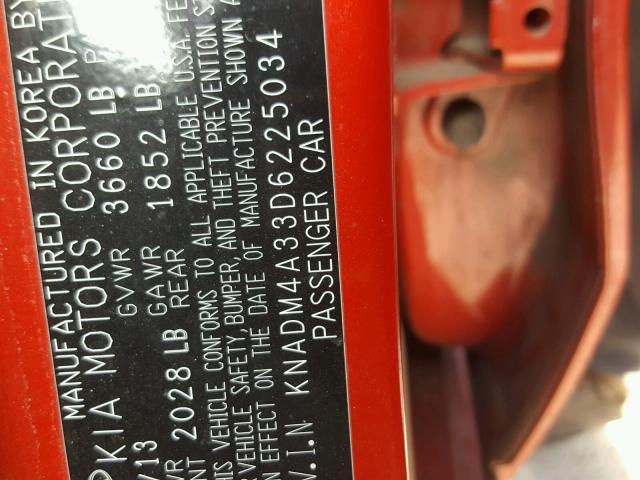 MANUFACTURED IN KOREA BY
KIA MOTORS CORPORATI
/13 GVWR 3660 LB
WR GAWR 1852 LB
NT 2028 LB REAR
HIS VEHICLE CONFORMS TO ALL APPLICABLE U.S.A. FE
R VEHICLE SAFETY, BUMPER, AND THEFT PREVENTION S
N EFFECT ON THE DATE OF MANUFACTURE SHOWN A
V.I.N KNADM4A33D6225034
PASSENGER CAR